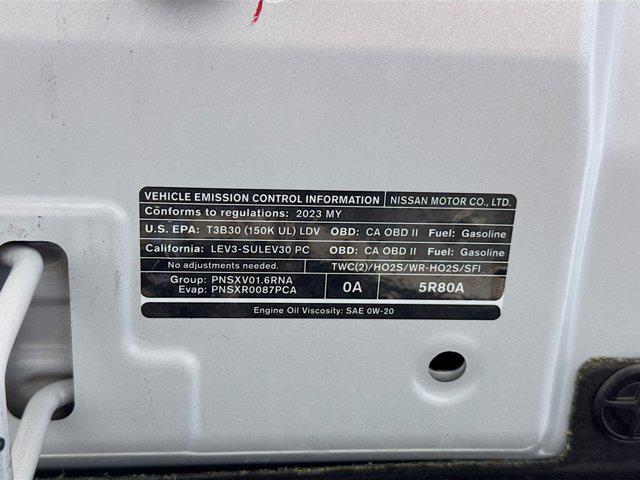 VEHICLE EMISSION CONTROL INFORMATION NISSAN MOTOR CO., LTD.
Conforms to regulations: 2023 MY
U.S. EPA: T3B30 (150K UL) LDV OBD: CA OBD II Fuel: Gasoline
California: LEV3-SULEV30 PC OBD: CA OBD II Fuel: Gasoline
No adjustments needed. TWC(2)/HO2S/WR-HO2S/SFI
Group: PNSXV01.6RNA
Evap: PNSXR0087PCA
0A 5R80A
Engine Oil Viscosity: SAE 0W-20